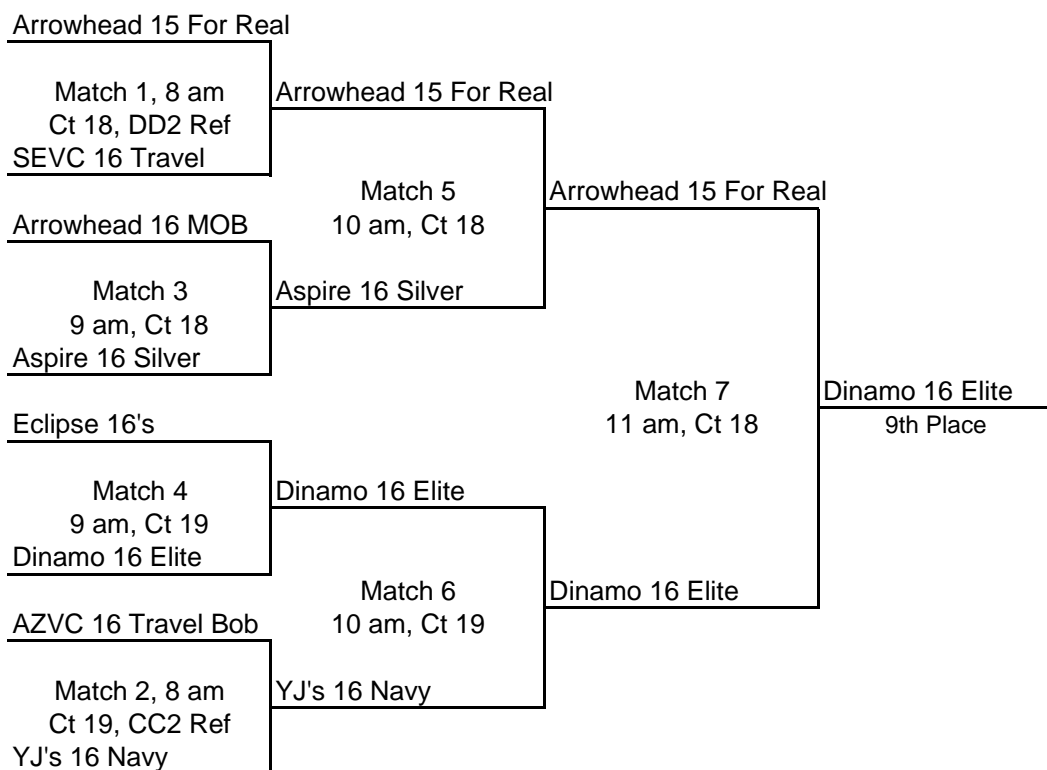 Arrowhead 15 For Real
Match 1, 8 am
Arrowhead 15 For Real
Ct 18, DD2 Ref
SEVC 16 Travel
Match 5
Arrowhead 15 For Real
Arrowhead 16 MOB
10 am, Ct 18
Match 3
Aspire 16 Silver
9 am, Ct 18
Aspire 16 Silver
Match 7
Dinamo 16 Elite
Eclipse 16's
11 am, Ct 18
9th Place
Match 4
Dinamo 16 Elite
9 am, Ct 19
Dinamo 16 Elite
Match 6
Dinamo 16 Elite
AZVC 16 Travel Bob
10 am, Ct 19
Match 2, 8 am
YJ's 16 Navy
Ct 19, CC2 Ref
YJ's 16 Navy